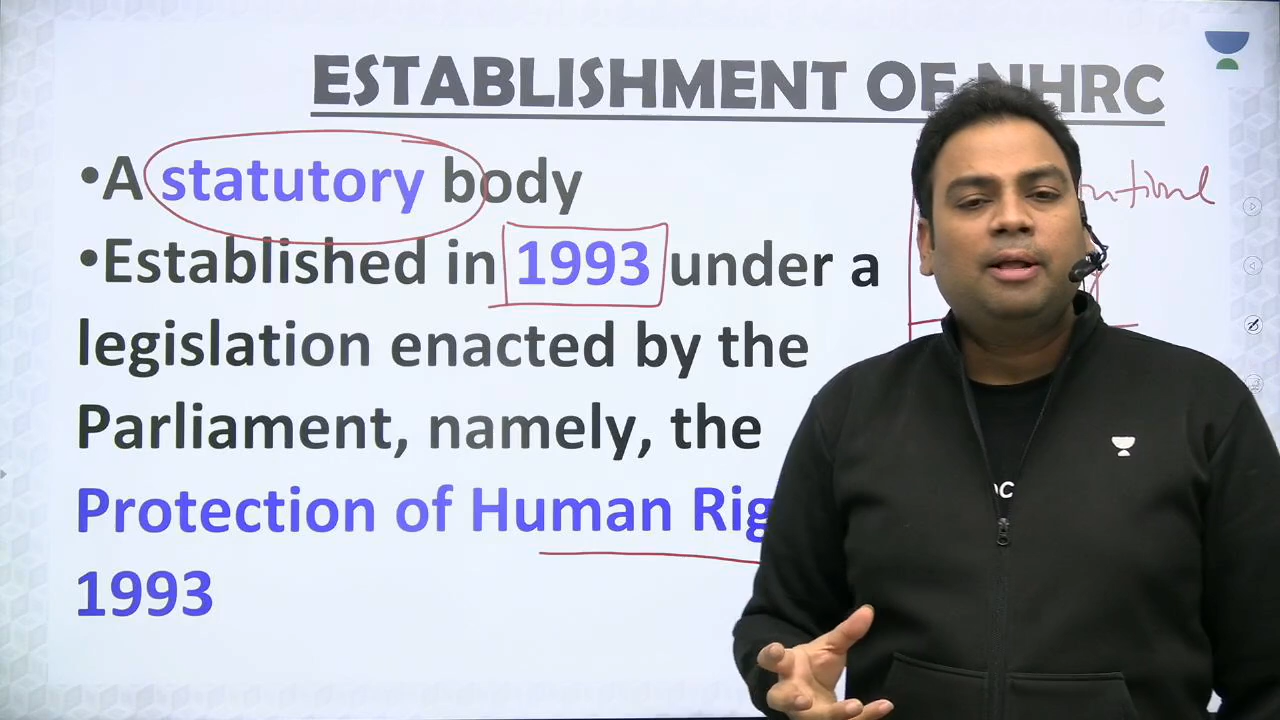 ESTABLISHMENT OF NHRC
•A statutory body
•Established in 1993 under a
legislation enacted by the
Parliament, namely, the
Protection of Human
1993